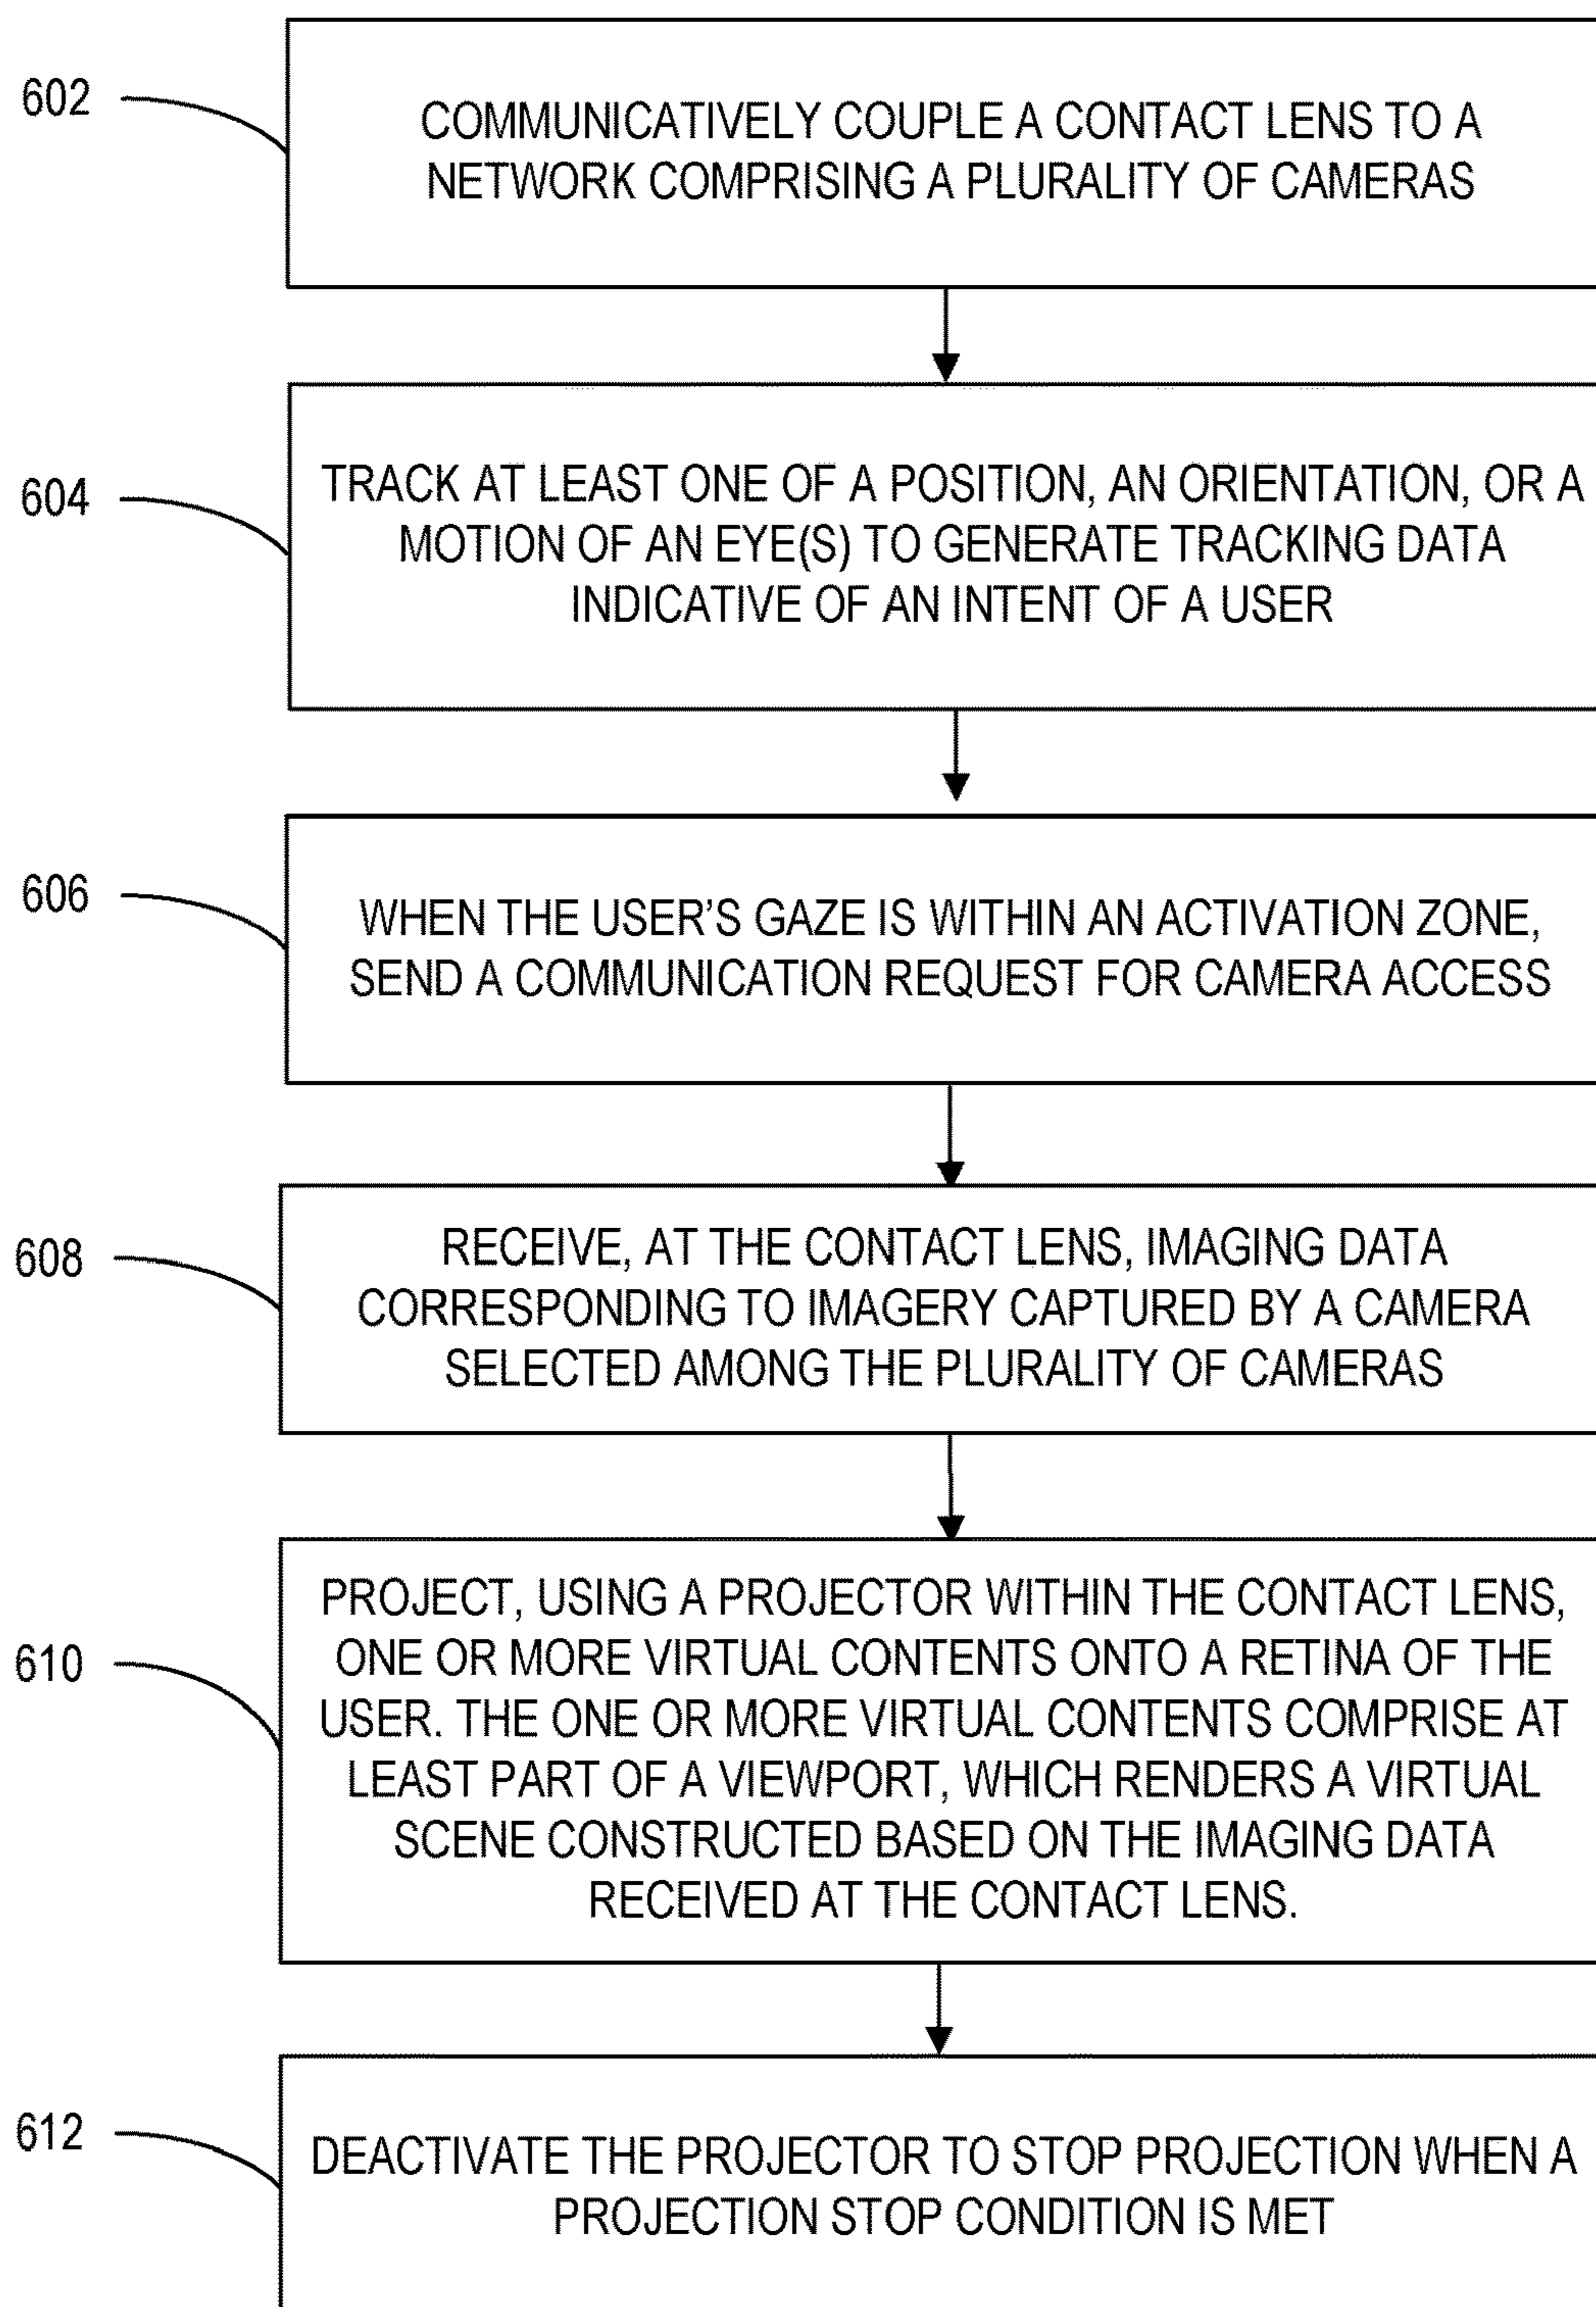 602
COMMUNICATIVELY COUPLE A CONTACT LENS TO A
NETWORK COMPRISING A PLURALITY OF CAMERAS
604
TRACK AT LEAST ONE OF A POSITION, AN ORIENTATION, OR A
MOTION OF AN EYE(S) TO GENERATE TRACKING DATA
INDICATIVE OF AN INTENT OF A USER
606
WHEN THE USER'S GAZE IS WITHIN AN ACTIVATION ZONE,
SEND A COMMUNICATION REQUEST FOR CAMERA ACCESS
608
RECEIVE, AT THE CONTACT LENS, IMAGING DATA
CORRESPONDING TO IMAGERY CAPTURED BY A CAMERA
SELECTED AMONG THE PLURALITY OF CAMERAS
610
PROJECT, USING A PROJECTOR WITHIN THE CONTACT LENS,
ONE OR MORE VIRTUAL CONTENTS ONTO A RETINA OF THE
USER. THE ONE OR MORE VIRTUAL CONTENTS COMPRISE AT
LEAST PART OF A VIEWPORT, WHICH RENDERS A VIRTUAL
SCENE CONSTRUCTED BASED ON THE IMAGING DATA
RECEIVED AT THE CONTACT LENS.
612
DEACTIVATE THE PROJECTOR TO STOP PROJECTION WHEN A
PROJECTION STOP CONDITION IS MET